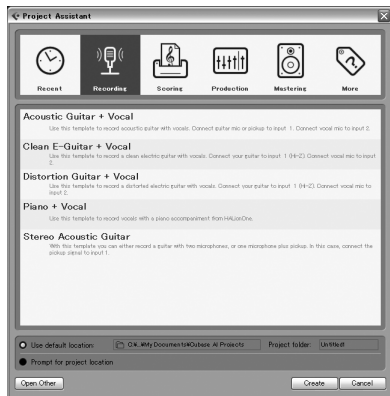 Project Assistant
Recent Recording Scoring Production Mastering More
Acoustic Guitar + Vocal
Use this template to record acoustic guitar with vocals. Connect guitar mic or pickup to input 1. Connect vocal mic to input 2.
Clean E-Guitar + Vocal
Use this template to record a clean electric guitar with vocals. Connect your guitar to input 1 (Hi-Z). Connect vocal mic to input
2.
Distortion Guitar + Vocal
Use this template to record a distorted electric guitar with vocals. Connect your guitar to input 1 (Hi-Z). Connect vocal mic to
input 2.
Piano + Vocal
Use this template to record vocals with a piano accompaniment from HALionOne.
Stereo Acoustic Guitar
With this template you can either record a guitar with two microphones, or one microphone plus pickup. In this case, connect the
pickup signal to input 1.
Use default location: C:¥...¥My Documents¥Cubase AI Projects Project folder: Untitled1
Prompt for project location
Open Other Create Cancel